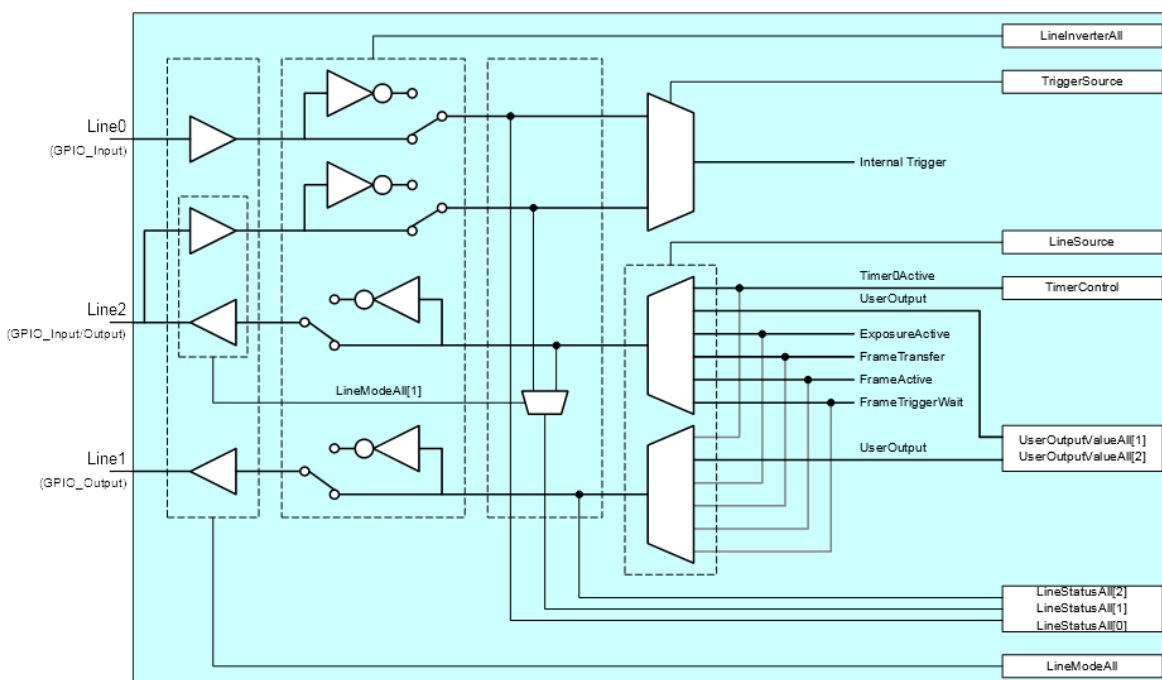 LineInverterAll
TriggerSource
Line0
(GPIO_Input)
Internal Trigger
LineSource
Timer0Active
TimerControl
UserOutput
Line2
(GPIO_Input/Output)
ExposureActive
FrameTransfer
FrameActive
LineModeAll[1]
FrameTriggerWait
UserOutputValueAll[1]
UserOutput
UserOutputValueAll[2]
Line1
(GPIO_Output)
LineStatusAll[2]
LineStatusAll[1]
LineStatusAll[0]
LineModeAll